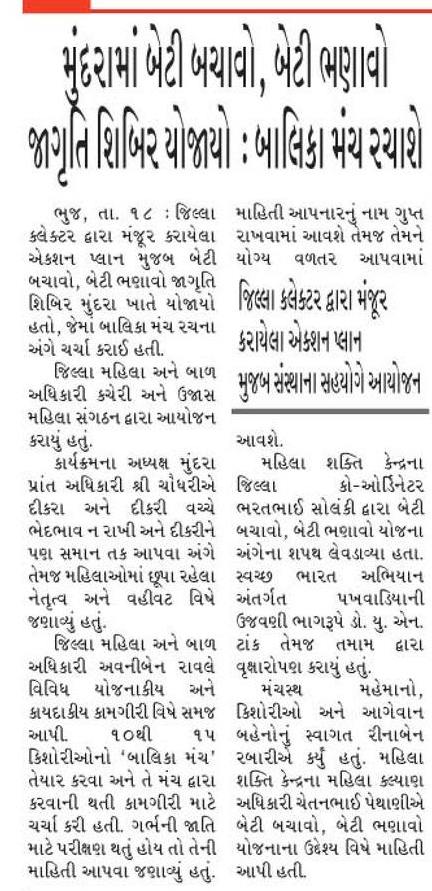 મુંદરામાં બેટી બચાવો, બેટી ભણાવો
જાગૃતિ શિબિર યોજાયો : બાલિકા મંચ રચાશે
ભુજ, તા. ૧૮ : જિલ્લા
કલેક્ટર દ્વારા મંજૂર કરાયેલા
એક્શન પ્લાન મુજબ બેટી
બચાવો, બેટી ભણાવો જાગૃતિ
શિબિર મુંદરા ખાતે યોજાયો
હતો, જેમાં બાલિકા મંચ રચના
અંગે ચર્ચા કરાઈ હતી.
જિલ્લા મહિલા અને બાળ
અધિકારી કચેરી અને ઉજાસ
મહિલા સંગઠન દ્વારા આયોજન
કરાયું હતું.
કાર્યક્રમના અધ્યક્ષ મુંદરા
પ્રાંત અધિકારી શ્રી ચોધરીએ
દીકરા અને દીકરી વચ્ચે
ભેદભાવ ન રાખી અને દીકરીને
પણ સમાન તક આપવા અંગે
તેમજ મહિલાઓમાં છૂપા રહેલા
નેતૃત્વ અને વહીવટ વિષે
જણાવ્યું હતું.
જિલ્લા મહિલા અને બાળ
અધિકારી અવનીબેન રાવલે
વિવિધ યોજનાકીય અને
કાયદાકીય કામગીરી વિષે સમજ
આપી. ૧૦થી ૧૫
કિશોરીઓનો ‘બાલિકા મંચ’
તૈયાર કરવા અને તે મંચ દ્વારા
કરવાની થતી કામગીરી માટે
ચર્ચા કરી હતી. ગર્ભની જાતિ
માટે પરીક્ષણ થતું હોય તો તેની
માહિતી આપવા જણાવ્યું હતું.
માહિતી આપનારનું નામ ગુપ્ત
રાખવામાં આવશે તેમજ તેમને
યોગ્ય વળતર આપવામાં
જિલ્લા કલેક્ટર દ્વારા મંજૂર
કરાયેલા એક્શન પ્લાન
મુજબ સંસ્થાના સહયોગે આયોજન
આવશે.
મહિલા શક્તિ કેન્દ્રના
જિલ્લા કો-ઓર્ડિનેટર
ભરતભાઈ સોલંકી દ્વારા બેટી
બચાવો, બેટી ભણાવો યોજના
અંગેના શપથ લેવડાવ્યા હતા.
સ્વચ્છ ભારત અભિયાન
અંતર્ગત પખવાડિયાની
ઉજવણી ભાગરૂપે ડો. યુ. એન.
ટાંક તેમજ તમામ દ્વારા
વૃક્ષારોપણ કરાયું હતું.
મંચસ્થ મહેમાનો,
કિશોરીઓ અને આગેવાન
બહેનોનું સ્વાગત રીનાબેન
રબારીએ કર્યું હતું. મહિલા
શક્તિ કેન્દ્રના મહિલા કલ્યાણ
અધિકારી ચેતનભાઈ પેથાણીએ
બેટી બચાવો, બેટી ભણાવો
યોજનાના ઉદ્દેશ્ય વિષે માહિતી
આપી હતી.